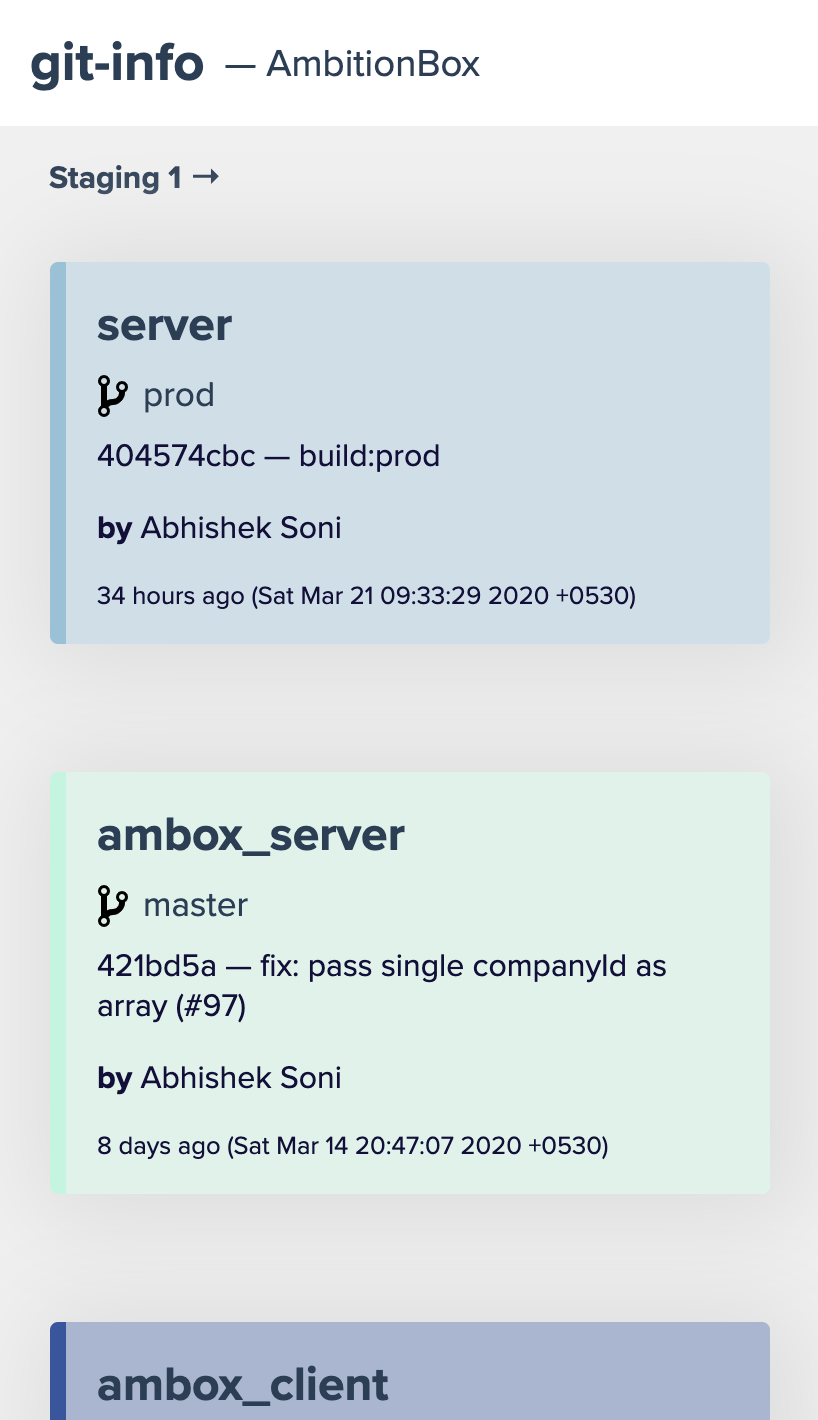 git-info — AmbitionBox
Staging 1 →
server
prod
404574cbc — build:prod
by Abhishek Soni
34 hours ago (Sat Mar 21 09:33:29 2020 +0530)
ambox_server
master
421bd5a — fix: pass single companyId as
array (#97)
by Abhishek Soni
8 days ago (Sat Mar 14 20:47:07 2020 +0530)
ambox_client